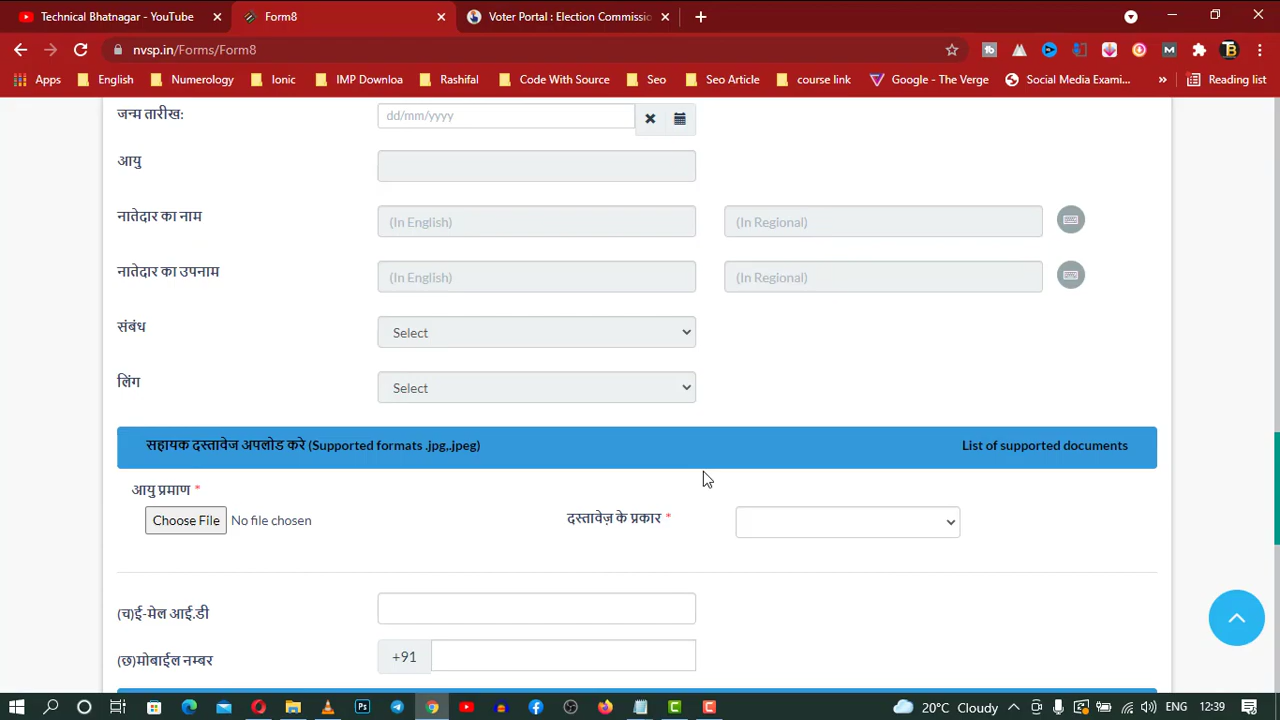 Technical Bhatnagar - YouTube
Form8
Voter Portal : Election Commissio
nvsp.in/Forms/Form8
Apps
English
Numerology
Ionic
IMP Downloa
Rashifal
Code With Source
Seo
Seo Article
course link
Google - The Verge
Social Media Exami...
»
Reading list
जन्म तारीख:
dd/mm/yyyy
आयु
नातेदार का नाम
(In English)
(In Regional)
नातेदार का उपनाम
(In English)
(In Regional)
संबंध
Select
लिंग
Select
सहायक दस्तावेज अपलोड करे (Supported formats .jpg,.jpeg)
List of supported documents
आयु प्रमाण *
Choose File No file chosen
दस्तावेज़ के प्रकार *
(च)ई-मेल आई.डी
(छ)मोबाईल नम्बर
+91
20°C Cloudy
ENG
12:39